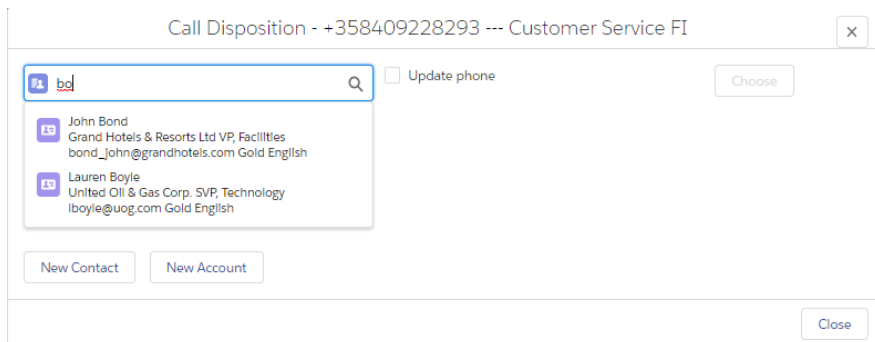 Call Disposition - +358409228293 --- Customer Service FI
bo
Update phone
Choose
John Bond
Grand Hotels & Resorts Ltd VP, Facilities
bond_john@grandhotels.com Gold English
Lauren Boyle
United Oil & Gas Corp. SVP, Technology
lboyle@uog.com Gold English
New Contact
New Account
Close